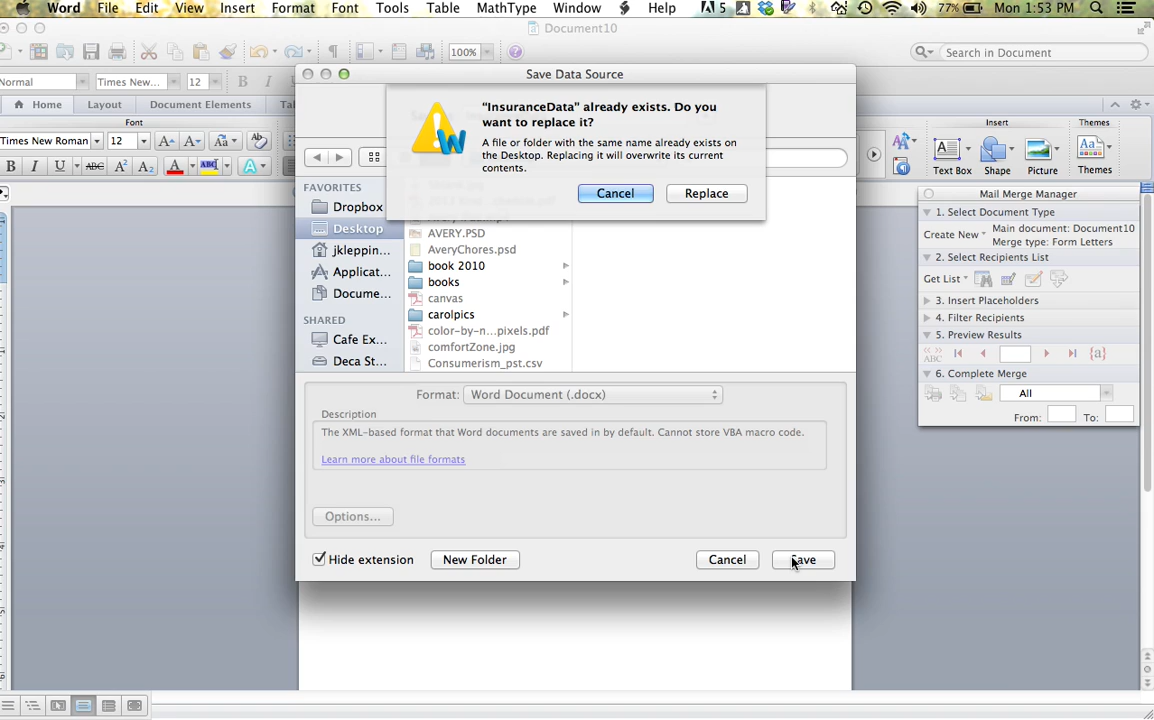 Word File Edit View Insert Format Font Tools Table MathType Window Help 5 77% Mon 1:53 PM
Document10
100% Search in Document
Normal Times New... 12 B I
Home Layout Document Elements
Font Insert Themes
Times New Roman 12 A A Aa
B I U ABC A² A₂ A ABC A
Text Box Shape Picture Themes
Save Data Source
"InsuranceData" already exists. Do you
want to replace it?
A file or folder with the same name already exists on
the Desktop. Replacing it will overwrite its current
contents.
Cancel Replace
FAVORITES
Dropbox
Desktop
jkleppin...
Applicat...
Docume...
SHARED
Cafe Ex...
Deca St...
AVERY.PSD
AveryChores.psd
book 2010
books
canvas
carolpics
color-by-n...pixels.pdf
comfortZone.jpg
Consumerism_pst.csv
Format: Word Document (.docx)
Description
The XML-based format that Word documents are saved in by default. Cannot store VBA macro code.
Learn more about file formats
Options...
Hide extension New Folder Cancel Save
Mail Merge Manager
1. Select Document Type
Create New Main document: Document10
Merge type: Form Letters
2. Select Recipients List
Get List
3. Insert Placeholders
4. Filter Recipients
5. Preview Results
ABC
6. Complete Merge
All
From: To: